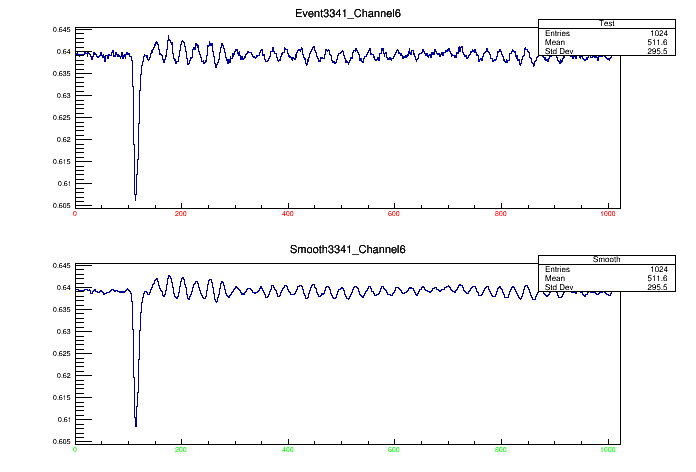 Event3341_Channel6
Test
Entries 1024
Mean 511.6
Std Dev 295.5
0.645
0.64
0.635
0.63
0.625
0.62
0.615
0.61
0.605
0 200 400 600 800 1000
Smooth3341_Channel6
Smooth
Entries 1024
Mean 511.6
Std Dev 295.5
0.645
0.64
0.635
0.63
0.625
0.62
0.615
0.61
0.605
0 200 400 600 800 1000